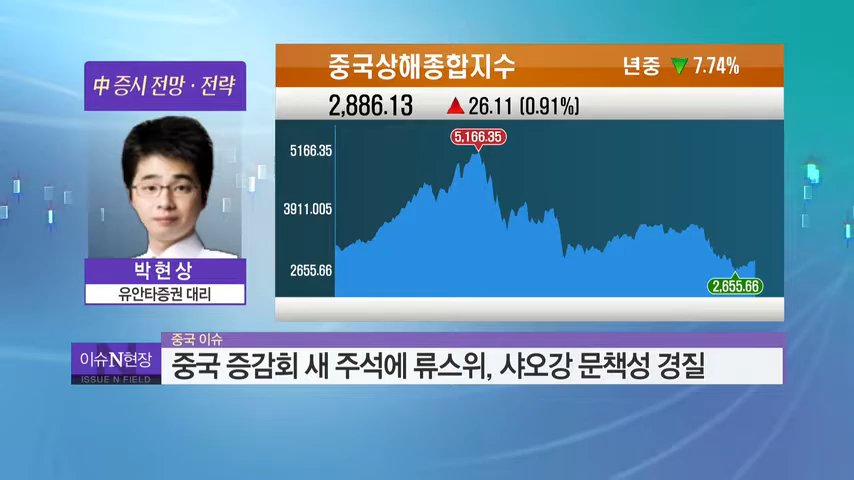 中 증시 전망·전략
박현상
유안타증권 대리
중국상해종합지수
년중 ▼ 7.74%
2,886.13 ▲ 26.11 (0.91%)
5,166.35
5166.35
3911.005
2655.66
2,655.66
중국 이슈
이슈N현장
ISSUE N FIELD
중국 증감회 새 주석에 류스위, 샤오강 문책성 경질